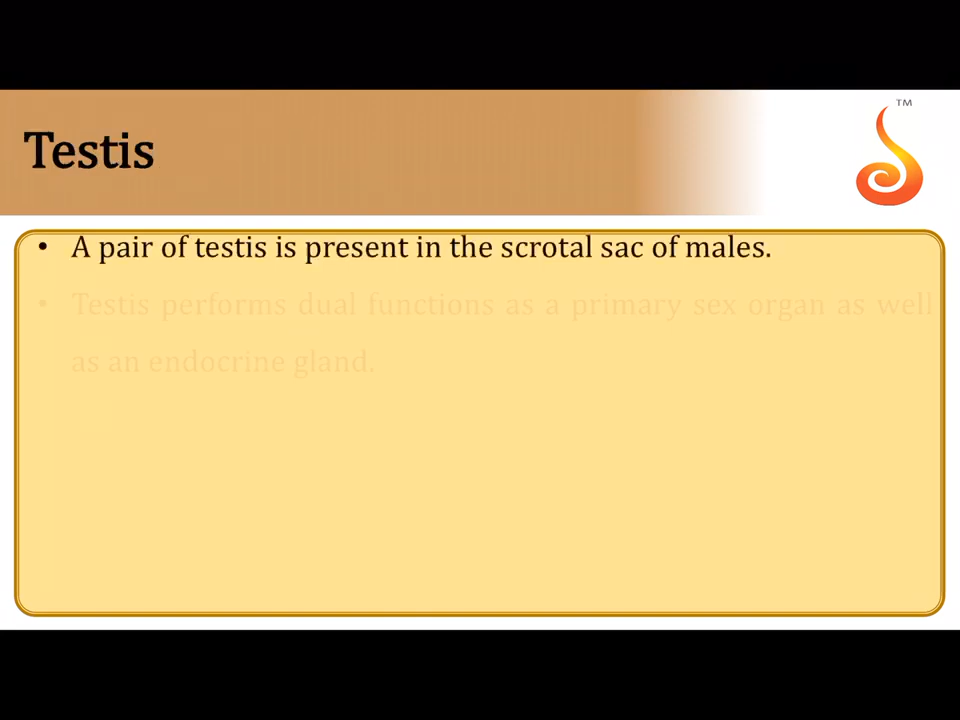 TM
Testis
• A pair of testis is present in the scrotal sac of males.
• Testis performs dual functions as a primary sex organ as well
as an endocrine gland.